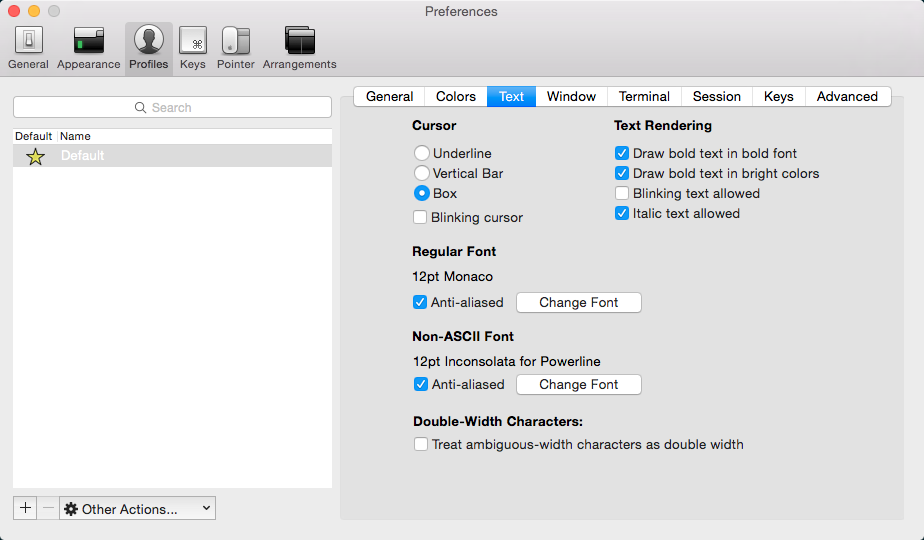 Preferences
General Appearance Profiles Keys Pointer Arrangements
Search
Default Name
Default
Other Actions...
General Colors Text Window Terminal Session Keys Advanced
Cursor
Underline
Vertical Bar
Box
Blinking cursor
Text Rendering
Draw bold text in bold font
Draw bold text in bright colors
Blinking text allowed
Italic text allowed
Regular Font
12pt Monaco
Anti-aliased Change Font
Non-ASCII Font
12pt Inconsolata for Powerline
Anti-aliased Change Font
Double-Width Characters:
Treat ambiguous-width characters as double width